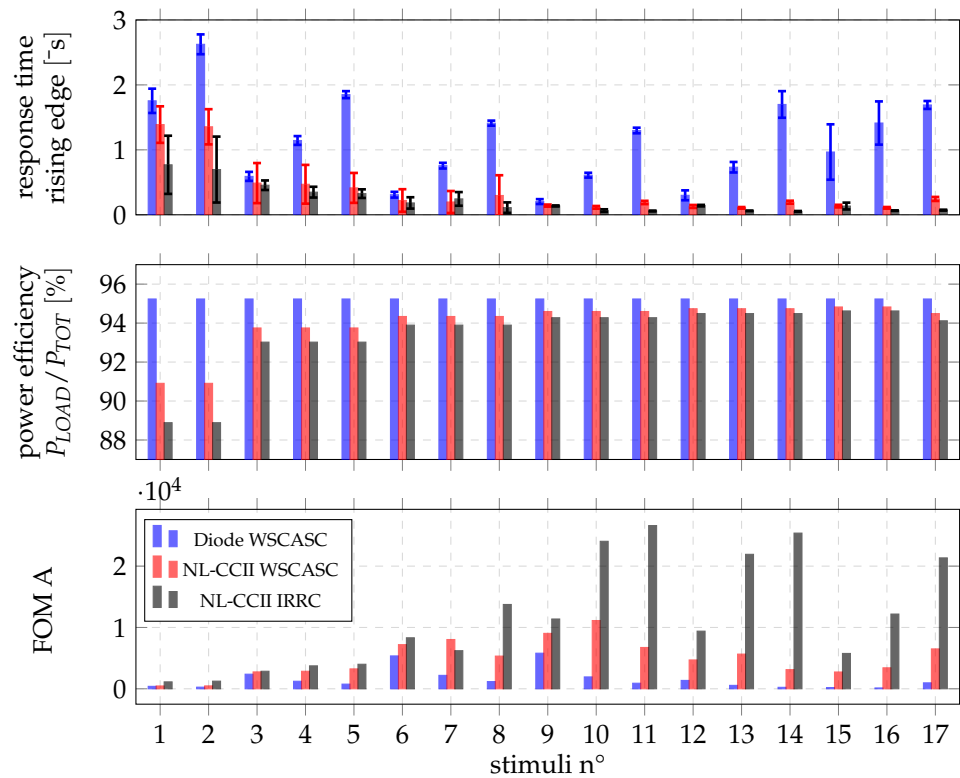 response time
rising edge [¯s]
3
2
1
0
power efficiency
P_LOAD / P_TOT [%]
96
94
92
90
88
·10^4
FOM A
2
1
0
Diode WSCASC
NL-CCII WSCASC
NL-CCII IRRC
1 2 3 4 5 6 7 8 9 10 11 12 13 14 15 16 17
stimuli n°